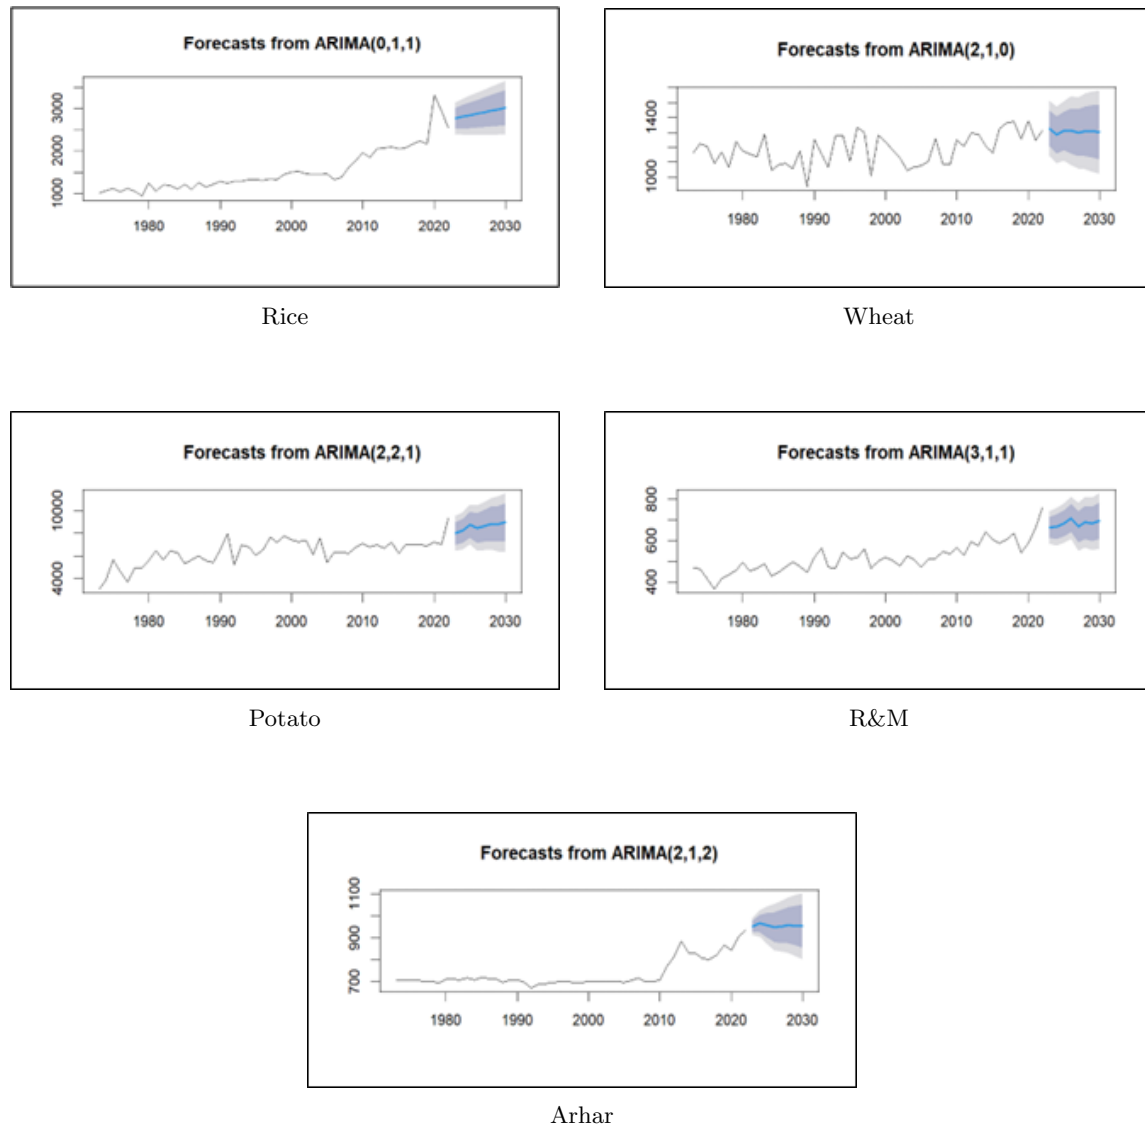 Forecasts from ARIMA(0,1,1)
3000
2000
1000
1980 1990 2000 2010 2020 2030
Rice
Forecasts from ARIMA(2,1,0)
1400
1000
1980 1990 2000 2010 2020 2030
Wheat
Forecasts from ARIMA(2,2,1)
10000
4000
1980 1990 2000 2010 2020 2030
Potato
Forecasts from ARIMA(3,1,1)
800
600
400
1980 1990 2000 2010 2020 2030
R&M
Forecasts from ARIMA(2,1,2)
1100
900
700
1980 1990 2000 2010 2020 2030
Arhar